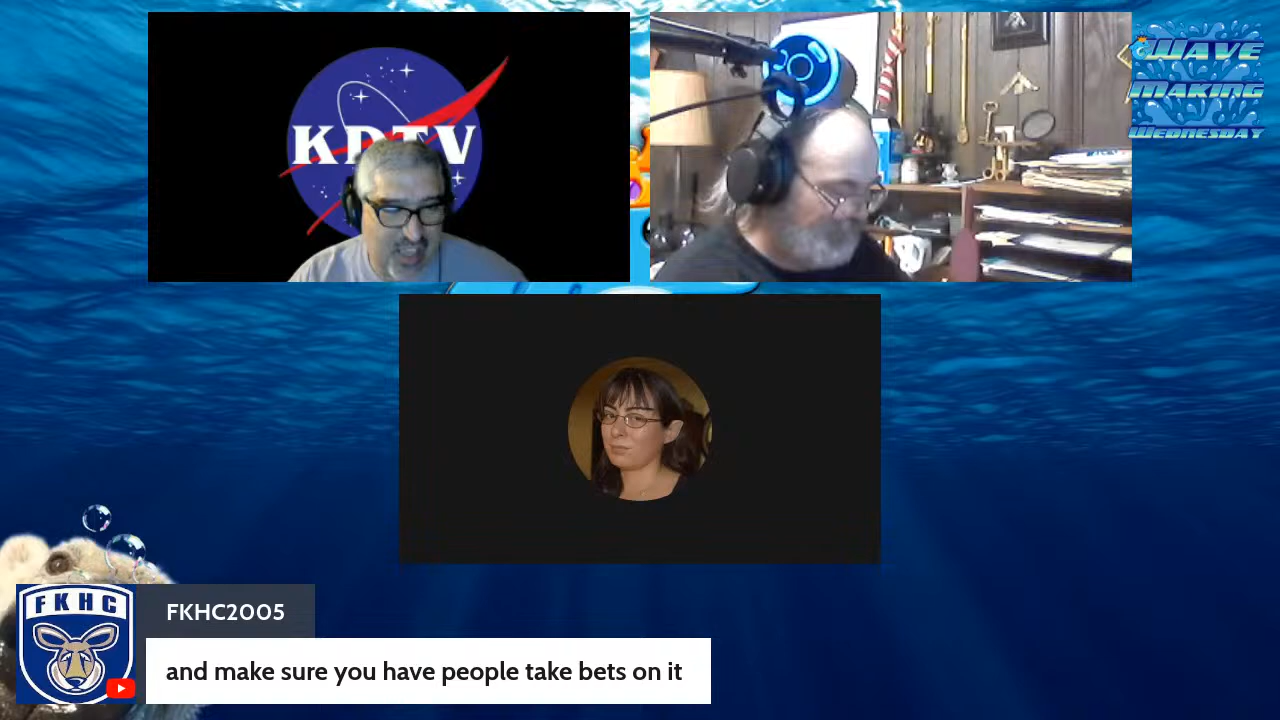 KDTV
WAVE
MAKING
WEDNESDAY
FKHC
FKHC2005
and make sure you have people take bets on it